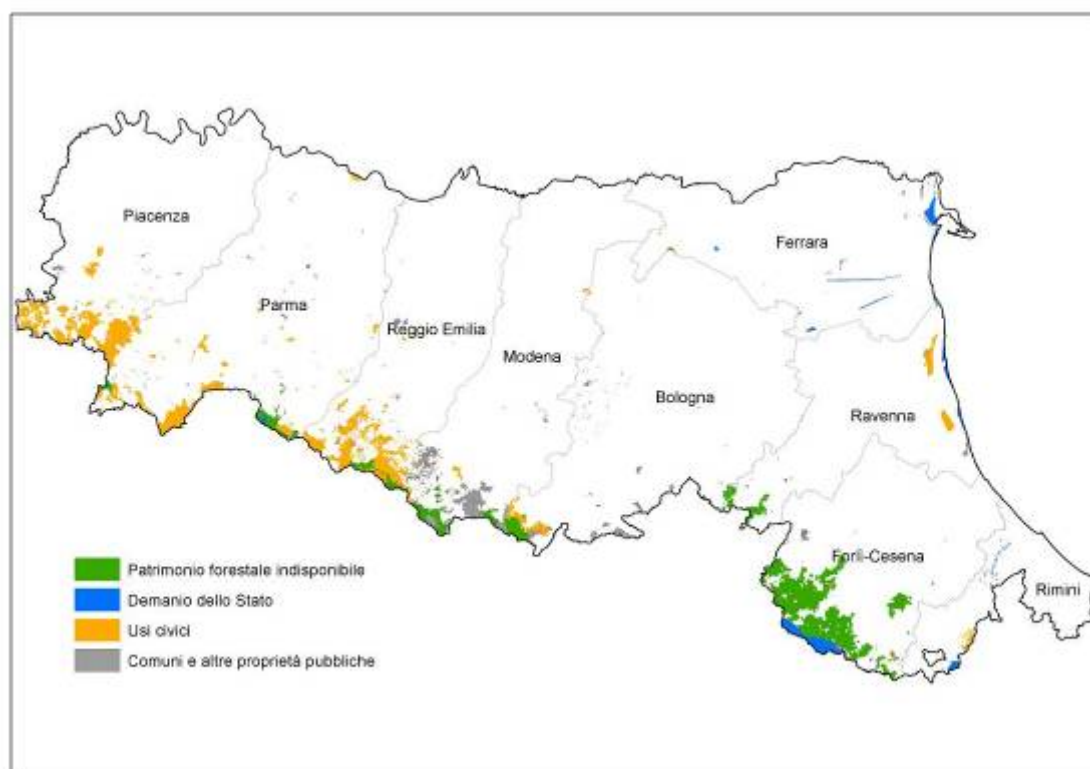 Piacenza
Ferrara
Parma
Reggio Emilia
Modena
Bologna
Ravenna
Forlì-Cesena
Rimini
Patrimonio forestale indisponibile
Demanio dello Stato
Usi civici
Comuni e altre proprietà pubbliche